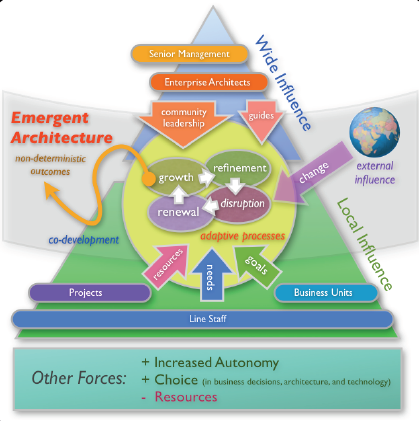 Senior Management
Enterprise Architects
Wide Influence
community
leadership
guides
Emergent
Architecture
non-deterministic
outcomes
growth
refinement
renewal
disruption
adaptive processes
change
external
influence
Local Influence
co-development
resources
needs
goals
Projects
Business Units
Line Staff
Other Forces:
+ Increased Autonomy
+ Choice (in business decisions, architecture, and technology)
- Resources